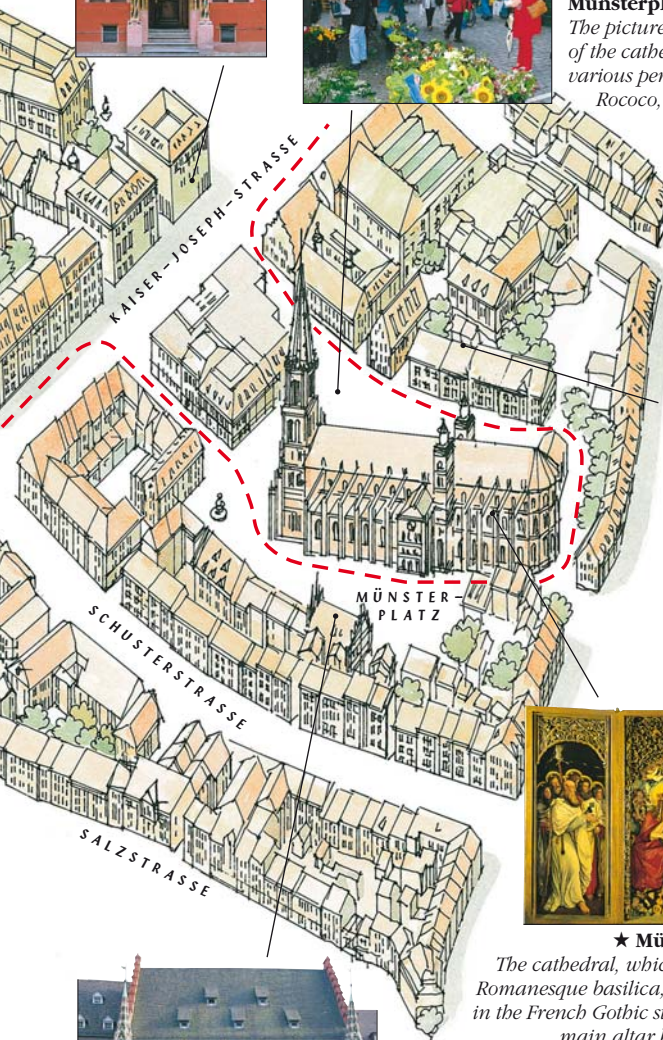 Münsterpl
The picture
of the cathe
various per
Rococo,
KAISER-JOSEPH-STRASSE
MÜNSTER-
PLATZ
SCHUSTERSTRASSE
SALZSTRASSE
★ Mü
The cathedral, whic
Romanesque basilica,
in the French Gothic s
main altar